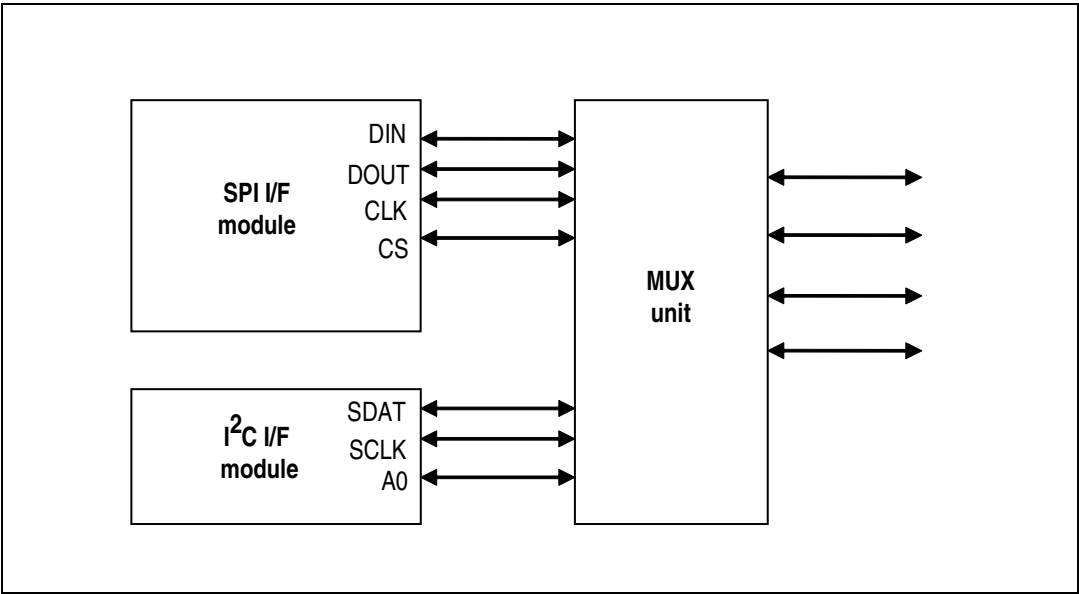 SPI I/F
module
DIN
DOUT
CLK
CS
MUX
unit
I²C I/F
module
SDAT
SCLK
A0